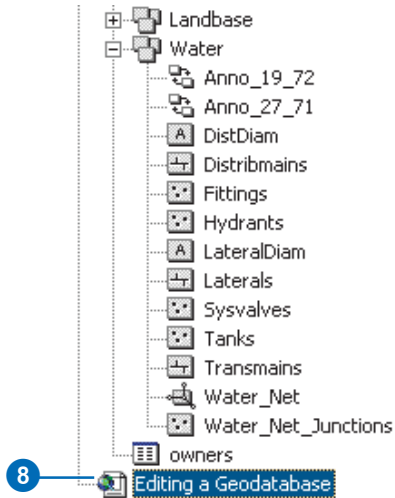 Landbase
Water
Anno_19_72
Anno_27_71
A DistDiam
Distribmains
Fittings
Hydrants
A LateralDiam
Laterals
Sysvalves
Tanks
Transmains
Water_Net
Water_Net_Junctions
owners
8 Editing a Geodatabase